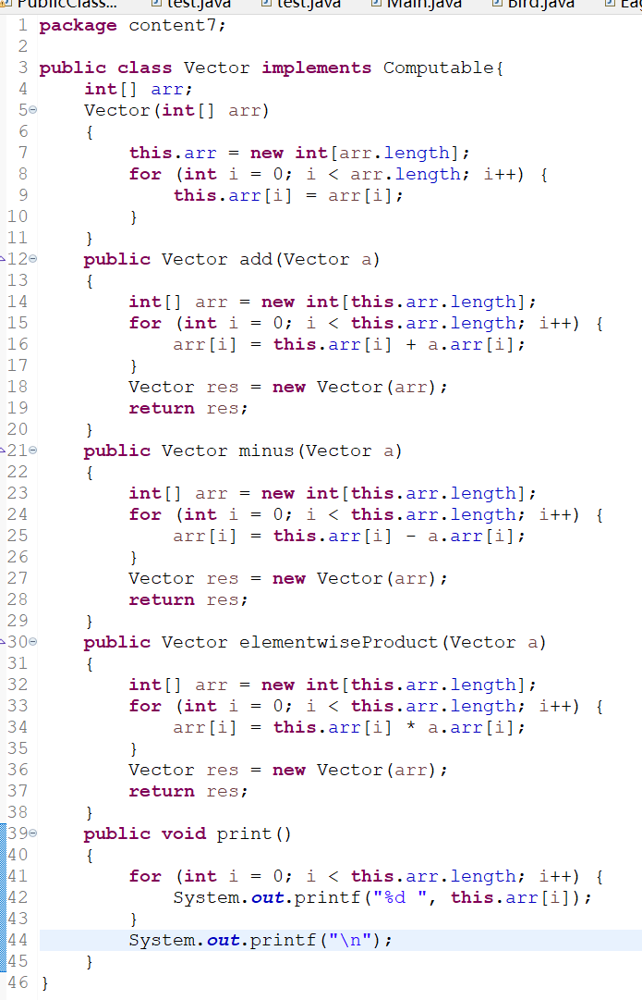 PublicClass... test.java test.java Main.java Bird.java
1 package content7;
2
3 public class Vector implements Computable{
4     int[] arr;
5     Vector(int[] arr)
6     {
7         this.arr = new int[arr.length];
8         for (int i = 0; i < arr.length; i++) {
9             this.arr[i] = arr[i];
10         }
11     }
12     public Vector add(Vector a)
13     {
14         int[] arr = new int[this.arr.length];
15         for (int i = 0; i < this.arr.length; i++) {
16             arr[i] = this.arr[i] + a.arr[i];
17         }
18         Vector res = new Vector(arr);
19         return res;
20     }
21     public Vector minus(Vector a)
22     {
23         int[] arr = new int[this.arr.length];
24         for (int i = 0; i < this.arr.length; i++) {
25             arr[i] = this.arr[i] - a.arr[i];
26         }
27         Vector res = new Vector(arr);
28         return res;
29     }
30     public Vector elementwiseProduct(Vector a)
31     {
32         int[] arr = new int[this.arr.length];
33         for (int i = 0; i < this.arr.length; i++) {
34             arr[i] = this.arr[i] * a.arr[i];
35         }
36         Vector res = new Vector(arr);
37         return res;
38     }
39     public void print()
40     {
41         for (int i = 0; i < this.arr.length; i++) {
42             System.out.printf("%d ", this.arr[i]);
43         }
44         System.out.printf("\n");
45     }
46 }